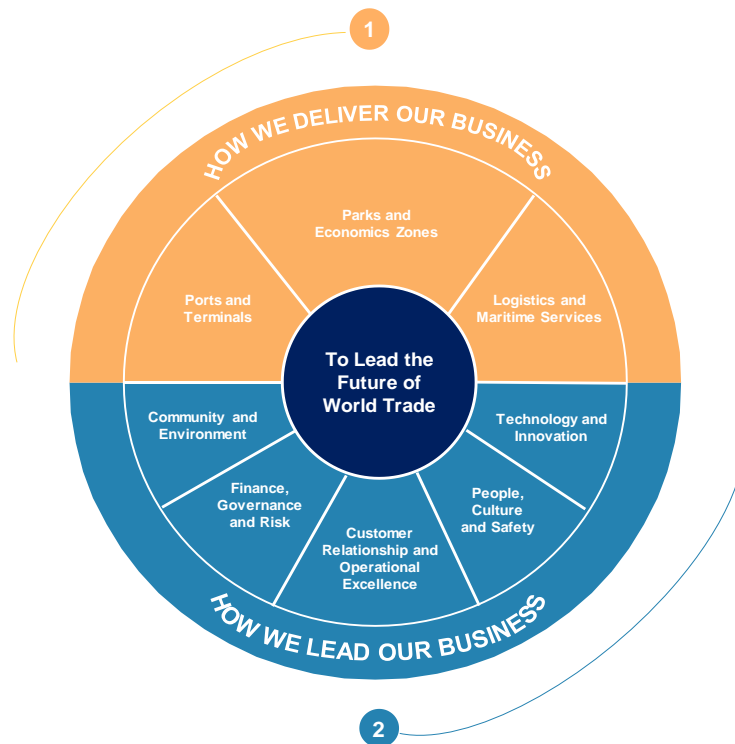 1
HOW WE DELIVER OUR BUSINESS
Parks and
Economics Zones
Ports and
Terminals
Logistics and
Maritime Services
To Lead the
Future of
World Trade
Community and
Environment
Technology and
Innovation
Finance,
Governance
and Risk
People,
Culture
and Safety
Customer
Relationship and
Operational
Excellence
HOW WE LEAD OUR BUSINESS
2